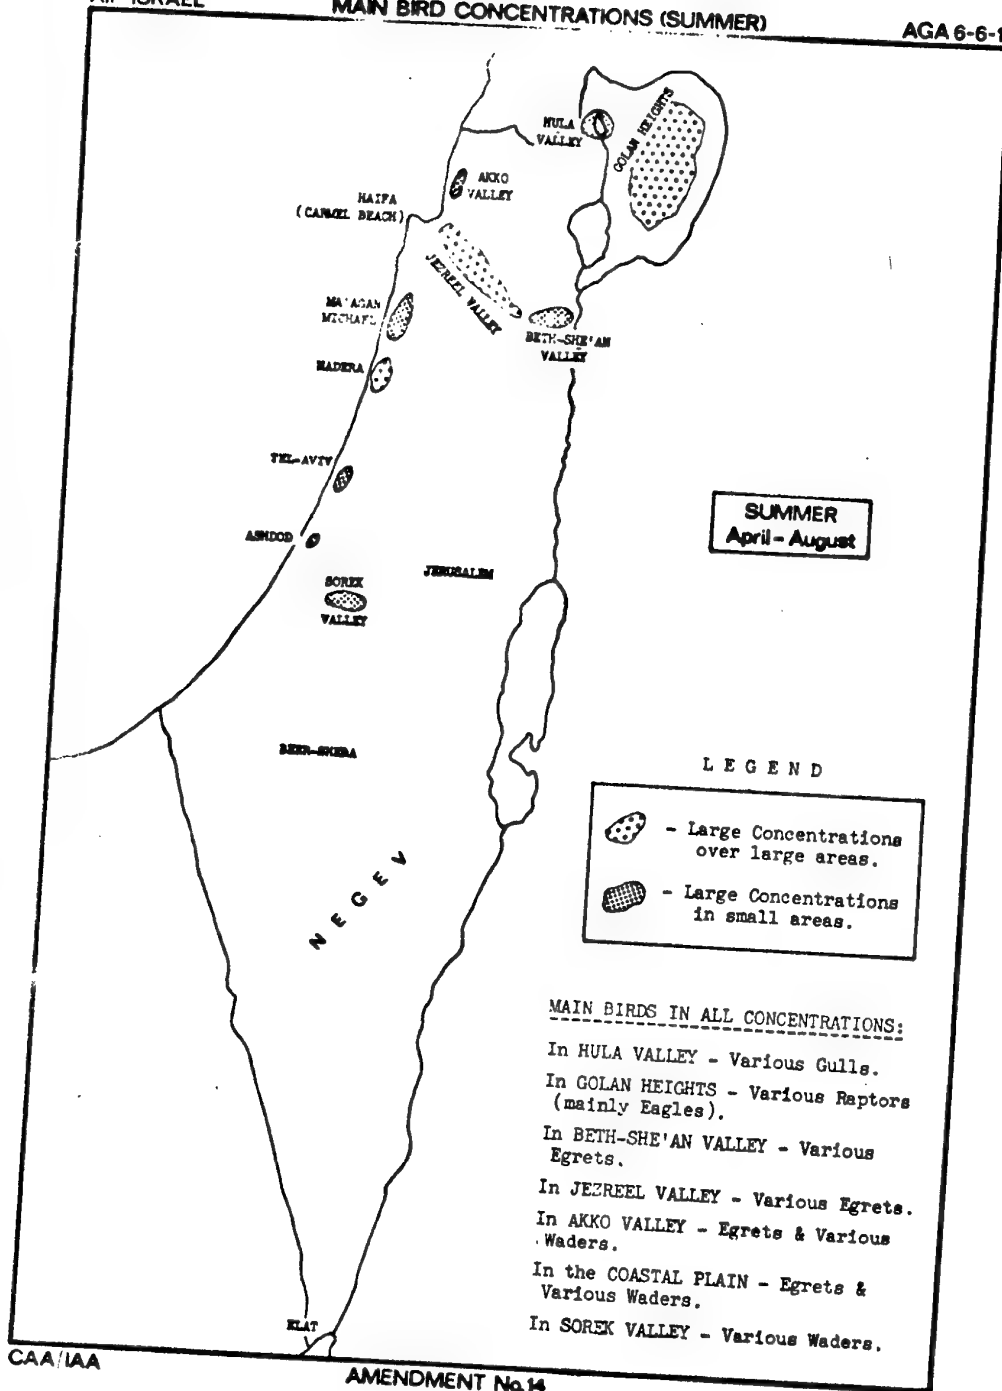 AIP ISRAEL
MAIN BIRD CONCENTRATIONS (SUMMER)
AGA 6-6-1
HULA
VALLEY
GOLAN HEIGHTS
AKKO
VALLEY
HAIFA
(CARMEL BEACH)
JEZREEL VALLEY
MA'AGAN
MICHAEL
BETH-SHE'AN
VALLEY
HADERA
TEL-AVIV
SUMMER
April - August
ASHDOD
JERUSALEM
SOREK
VALLEY
BEER-SHEBA
NEGEV
LEGEND
- Large Concentrations
over large areas.
- Large Concentrations
in small areas.
MAIN BIRDS IN ALL CONCENTRATIONS:
In HULA VALLEY - Various Gulls.
In GOLAN HEIGHTS - Various Raptors
(mainly Eagles).
In BETH-SHE'AN VALLEY - Various
Egrets.
In JEZREEL VALLEY - Various Egrets.
In AKKO VALLEY - Egrets & Various
Waders.
In the COASTAL PLAIN - Egrets &
Various Waders.
In SOREK VALLEY - Various Waders.
ELAT
CAA/IAA
AMENDMENT No.14